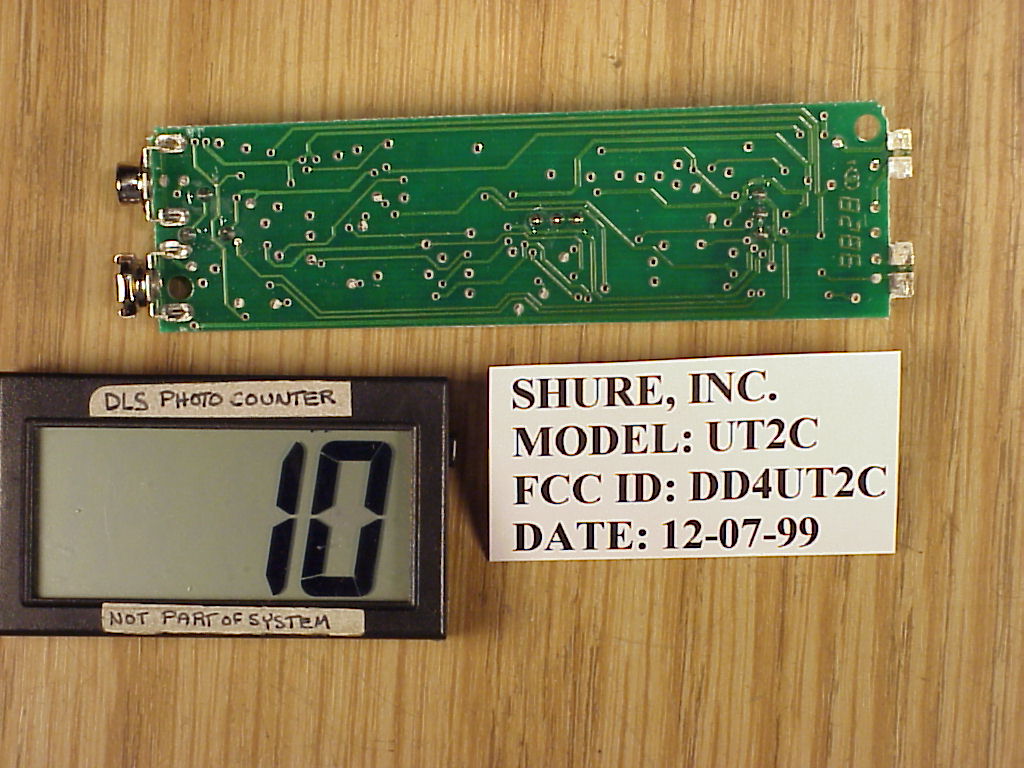 DLS PHOTO COUNTER
10
NOT PART OF SYSTEM
SHURE, INC.
MODEL: UT2C
FCC ID: DD4UT2C
DATE: 12-07-99